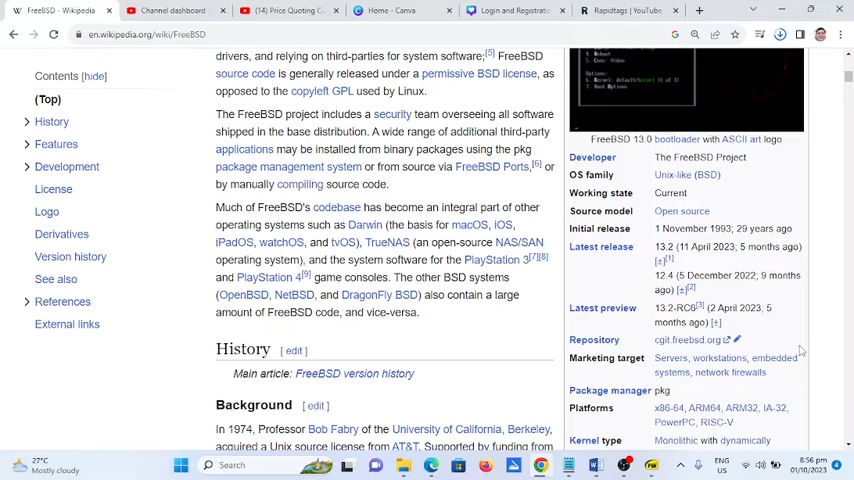 FreeBSD - Wikipedia
Channel dashboard -
(14) Price Quoting C
Home - Canva
Login and Registratio
Rapidtags | YouTube
en.wikipedia.org/wiki/FreeBSD
Contents [hide]
(Top)
History
Features
Development
License
Logo
Derivatives
Version history
See also
References
External links
drivers, and relying on third-parties for system software;[5] FreeBSD
source code is generally released under a permissive BSD license, as
opposed to the copyleft GPL used by Linux.
The FreeBSD project includes a security team overseeing all software
shipped in the base distribution. A wide range of additional third-party
applications may be installed from binary packages using the pkg
package management system or from source via FreeBSD Ports,[6] or
by manually compiling source code.
Much of FreeBSD's codebase has become an integral part of other
operating systems such as Darwin (the basis for macOS, iOS,
iPadOS, watchOS, and tvOS), TrueNAS (an open-source NAS/SAN
operating system), and the system software for the PlayStation 3[7][8]
and PlayStation 4[9] game consoles. The other BSD systems
(OpenBSD, NetBSD, and DragonFly BSD) also contain a large
amount of FreeBSD code, and vice-versa.
History [ edit ]
Main article: FreeBSD version history
Background [ edit ]
In 1974, Professor Bob Fabry of the University of California, Berkeley,
acquired a Unix source license from AT&T. Supported by funding from
Options:
FreeBSD 13.0 bootloader with ASCII art logo
Developer The FreeBSD Project
OS family Unix-like (BSD)
Working state Current
Source model Open source
Initial release 1 November 1993; 29 years ago
Latest release 13.2 (11 April 2023; 5 months ago)
[±][1]
12.4 (5 December 2022; 9 months
ago) [±][2]
Latest preview 13.2-RC6[3] (2 April 2023; 5
months ago) [±]
Repository cgit.freebsd.org
Marketing target Servers, workstations, embedded
systems, network firewalls
Package manager pkg
Platforms x86-64, ARM64, ARM32, IA-32,
PowerPC, RISC-V
Kernel type Monolithic with dynamically
27°C
Mostly cloudy
Search
ENG
US
8:56 pm
01/10/2023
4